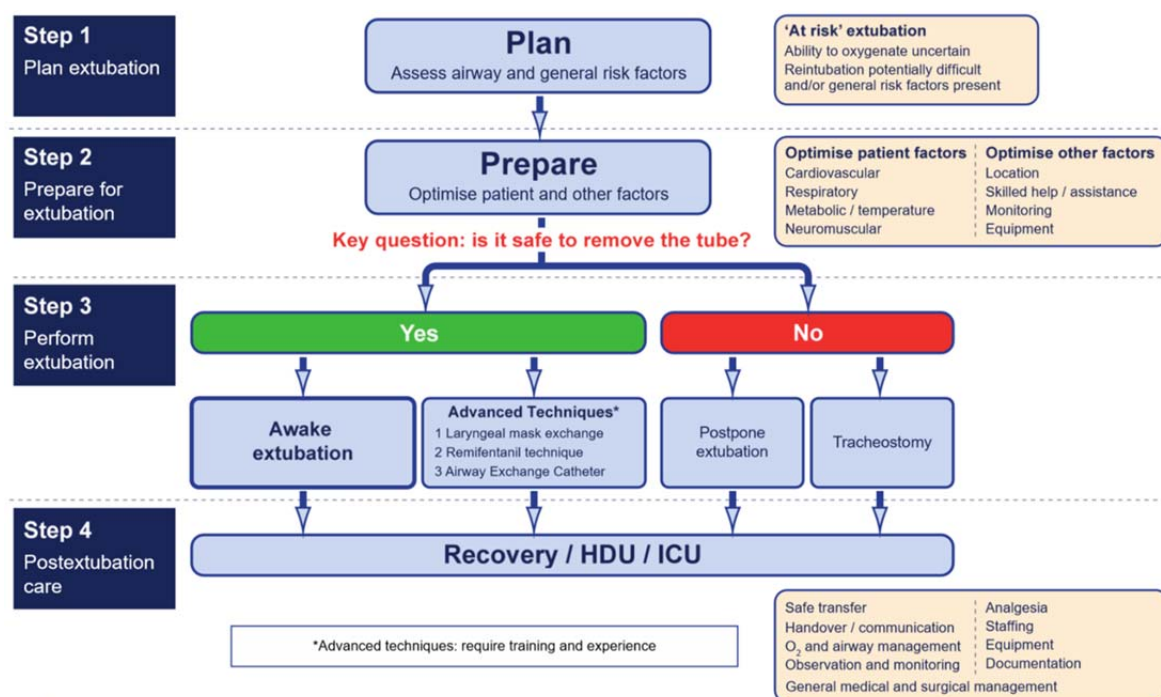 Step 1
Plan extubation
Plan
Assess airway and general risk factors
‘At risk’ extubation
Ability to oxygenate uncertain
Reintubation potentially difficult
and/or general risk factors present
Step 2
Prepare for
extubation
Prepare
Optimise patient and other factors
Key question: is it safe to remove the tube?
Optimise patient factors
Cardiovascular
Respiratory
Metabolic / temperature
Neuromuscular
Optimise other factors
Location
Skilled help / assistance
Monitoring
Equipment
Step 3
Perform
extubation
Yes
No
Awake
extubation
Advanced Techniques*
1 Laryngeal mask exchange
2 Remifentanil technique
3 Airway Exchange Catheter
Postpone
extubation
Tracheostomy
Step 4
Postextubation
care
Recovery / HDU / ICU
*Advanced techniques: require training and experience
Safe transfer
Handover / communication
O₂ and airway management
Observation and monitoring
Analgesia
Staffing
Equipment
Documentation
General medical and surgical management